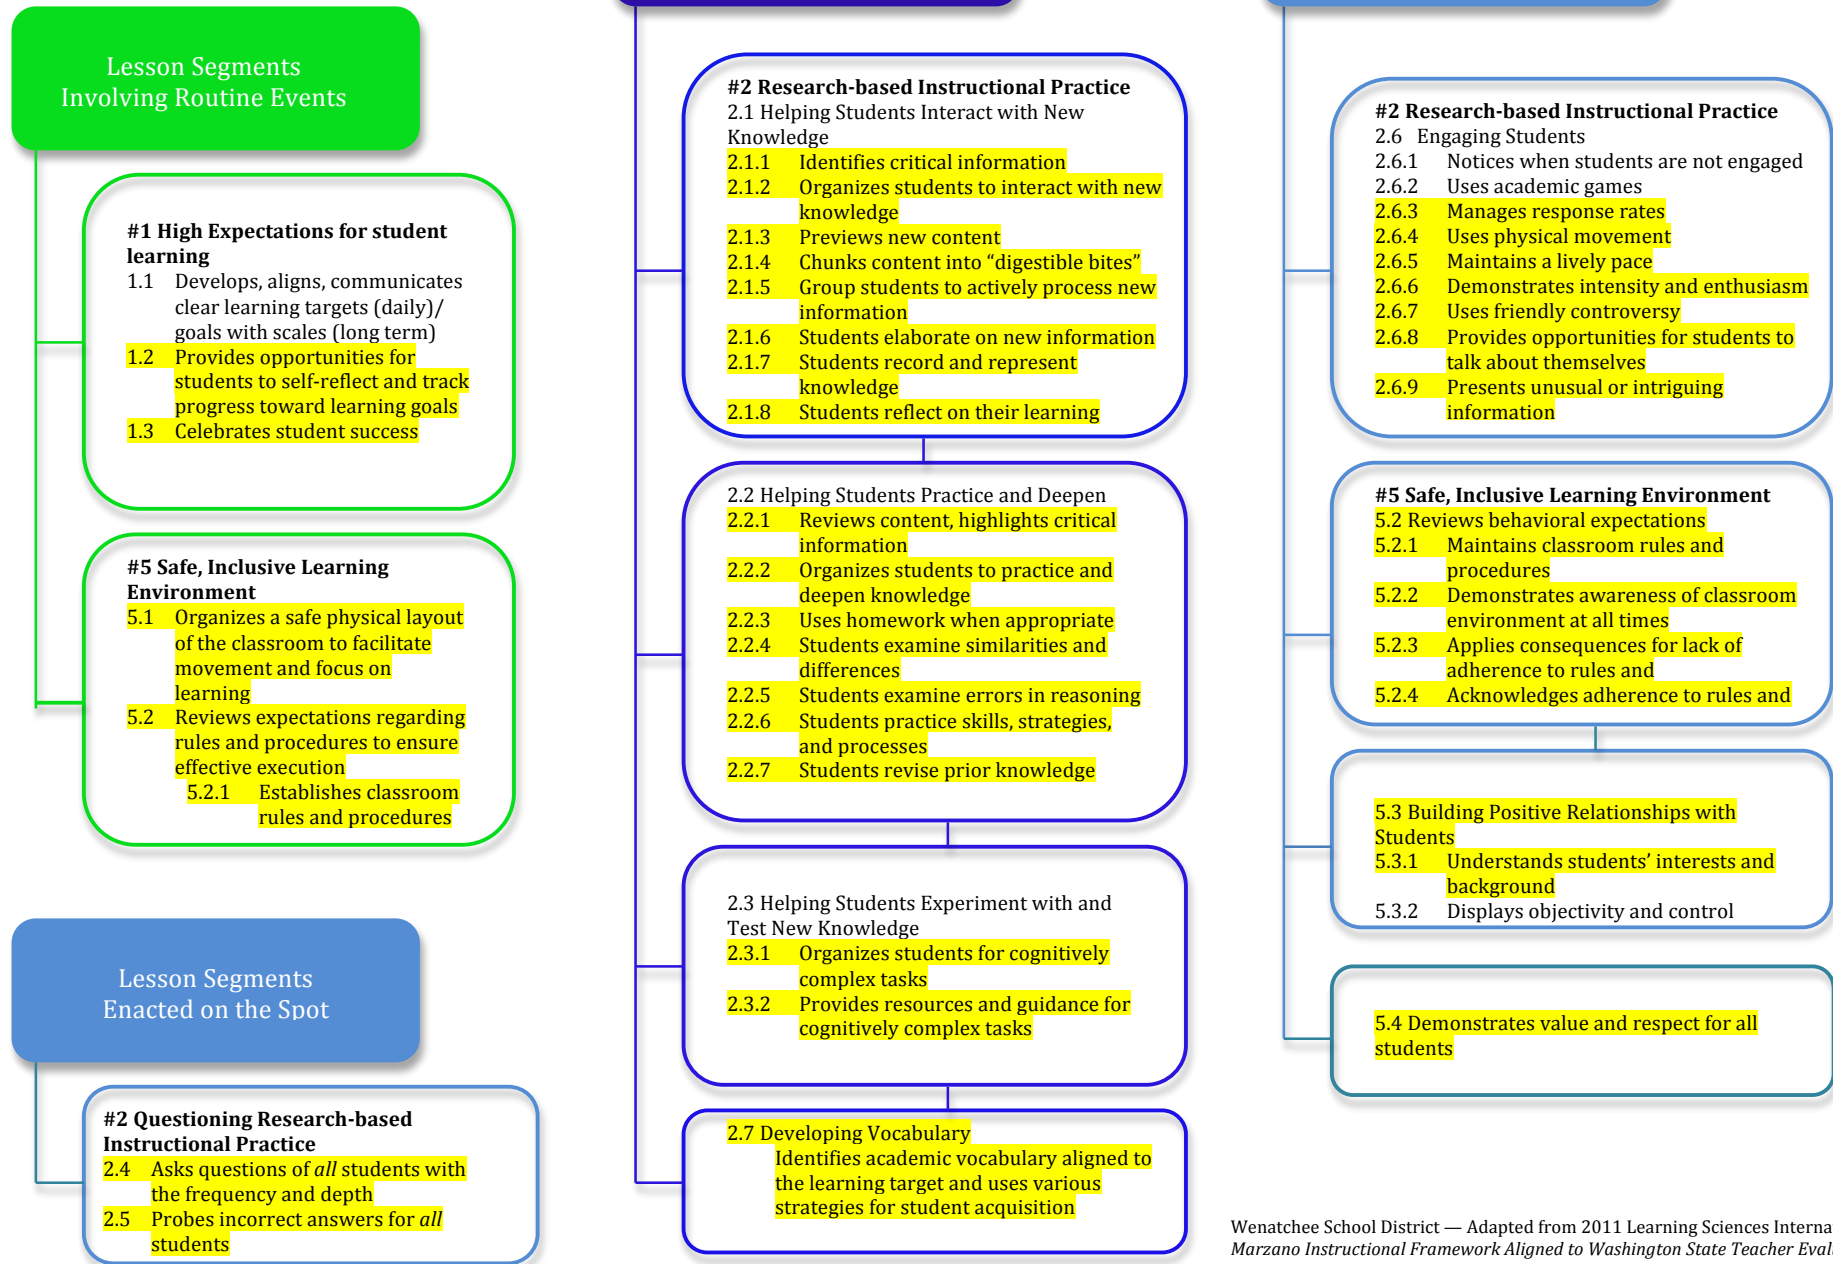 Lesson Segments
Involving Routine Events
#1 High Expectations for student
learning
1.1 Develops, aligns, communicates
clear learning targets (daily)/
goals with scales (long term)
1.2 Provides opportunities for
students to self-reflect and track
progress toward learning goals
1.3 Celebrates student success
#5 Safe, Inclusive Learning
Environment
5.1 Organizes a safe physical layout
of the classroom to facilitate
movement and focus on
learning
5.2 Reviews expectations regarding
rules and procedures to ensure
effective execution
5.2.1 Establishes classroom
rules and procedures
Lesson Segments
Enacted on the Spot
#2 Questioning Research-based
Instructional Practice
2.4 Asks questions of all students with
the frequency and depth
2.5 Probes incorrect answers for all
students
#2 Research-based Instructional Practice
2.1 Helping Students Interact with New
Knowledge
2.1.1 Identifies critical information
2.1.2 Organizes students to interact with new
knowledge
2.1.3 Previews new content
2.1.4 Chunks content into “digestible bites”
2.1.5 Group students to actively process new
information
2.1.6 Students elaborate on new information
2.1.7 Students record and represent
knowledge
2.1.8 Students reflect on their learning
2.2 Helping Students Practice and Deepen
2.2.1 Reviews content, highlights critical
information
2.2.2 Organizes students to practice and
deepen knowledge
2.2.3 Uses homework when appropriate
2.2.4 Students examine similarities and
differences
2.2.5 Students examine errors in reasoning
2.2.6 Students practice skills, strategies,
and processes
2.2.7 Students revise prior knowledge
2.3 Helping Students Experiment with and
Test New Knowledge
2.3.1 Organizes students for cognitively
complex tasks
2.3.2 Provides resources and guidance for
cognitively complex tasks
2.7 Developing Vocabulary
Identifies academic vocabulary aligned to
the learning target and uses various
strategies for student acquisition
#2 Research-based Instructional Practice
2.6 Engaging Students
2.6.1 Notices when students are not engaged
2.6.2 Uses academic games
2.6.3 Manages response rates
2.6.4 Uses physical movement
2.6.5 Maintains a lively pace
2.6.6 Demonstrates intensity and enthusiasm
2.6.7 Uses friendly controversy
2.6.8 Provides opportunities for students to
talk about themselves
2.6.9 Presents unusual or intriguing
information
#5 Safe, Inclusive Learning Environment
5.2 Reviews behavioral expectations
5.2.1 Maintains classroom rules and
procedures
5.2.2 Demonstrates awareness of classroom
environment at all times
5.2.3 Applies consequences for lack of
adherence to rules and
5.2.4 Acknowledges adherence to rules and
5.3 Building Positive Relationships with
Students
5.3.1 Understands students’ interests and
background
5.3.2 Displays objectivity and control
5.4 Demonstrates value and respect for all
students
Wenatchee School District — Adapted from 2011 Learning Sciences Interna
Marzano Instructional Framework Aligned to Washington State Teacher Eval